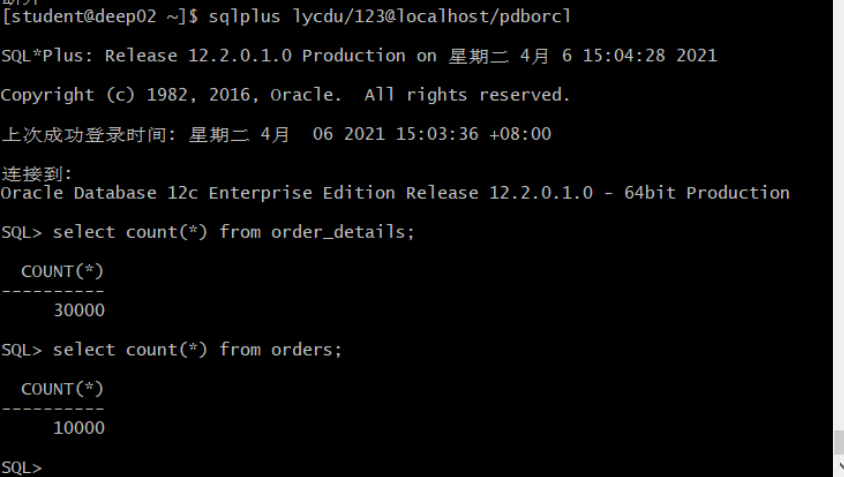 [student@deep02 ~]$ sqlplus lycdu/123@localhost/pdborcl
SQL*Plus: Release 12.2.0.1.0 Production on 星期二 4月 6 15:04:28 2021
Copyright (c) 1982, 2016, Oracle.  All rights reserved.
上次成功登录时间: 星期二 4月  06 2021 15:03:36 +08:00
连接到:
Oracle Database 12c Enterprise Edition Release 12.2.0.1.0 - 64bit Production
SQL> select count(*) from order_details;
COUNT(*)
----------
30000
SQL> select count(*) from orders;
COUNT(*)
----------
10000
SQL>